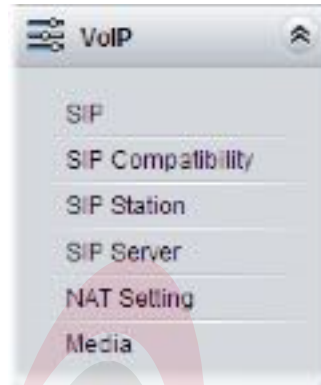 VoIP
SIP
SIP Compatibility
SIP Station
SIP Server
NAT Setting
Media